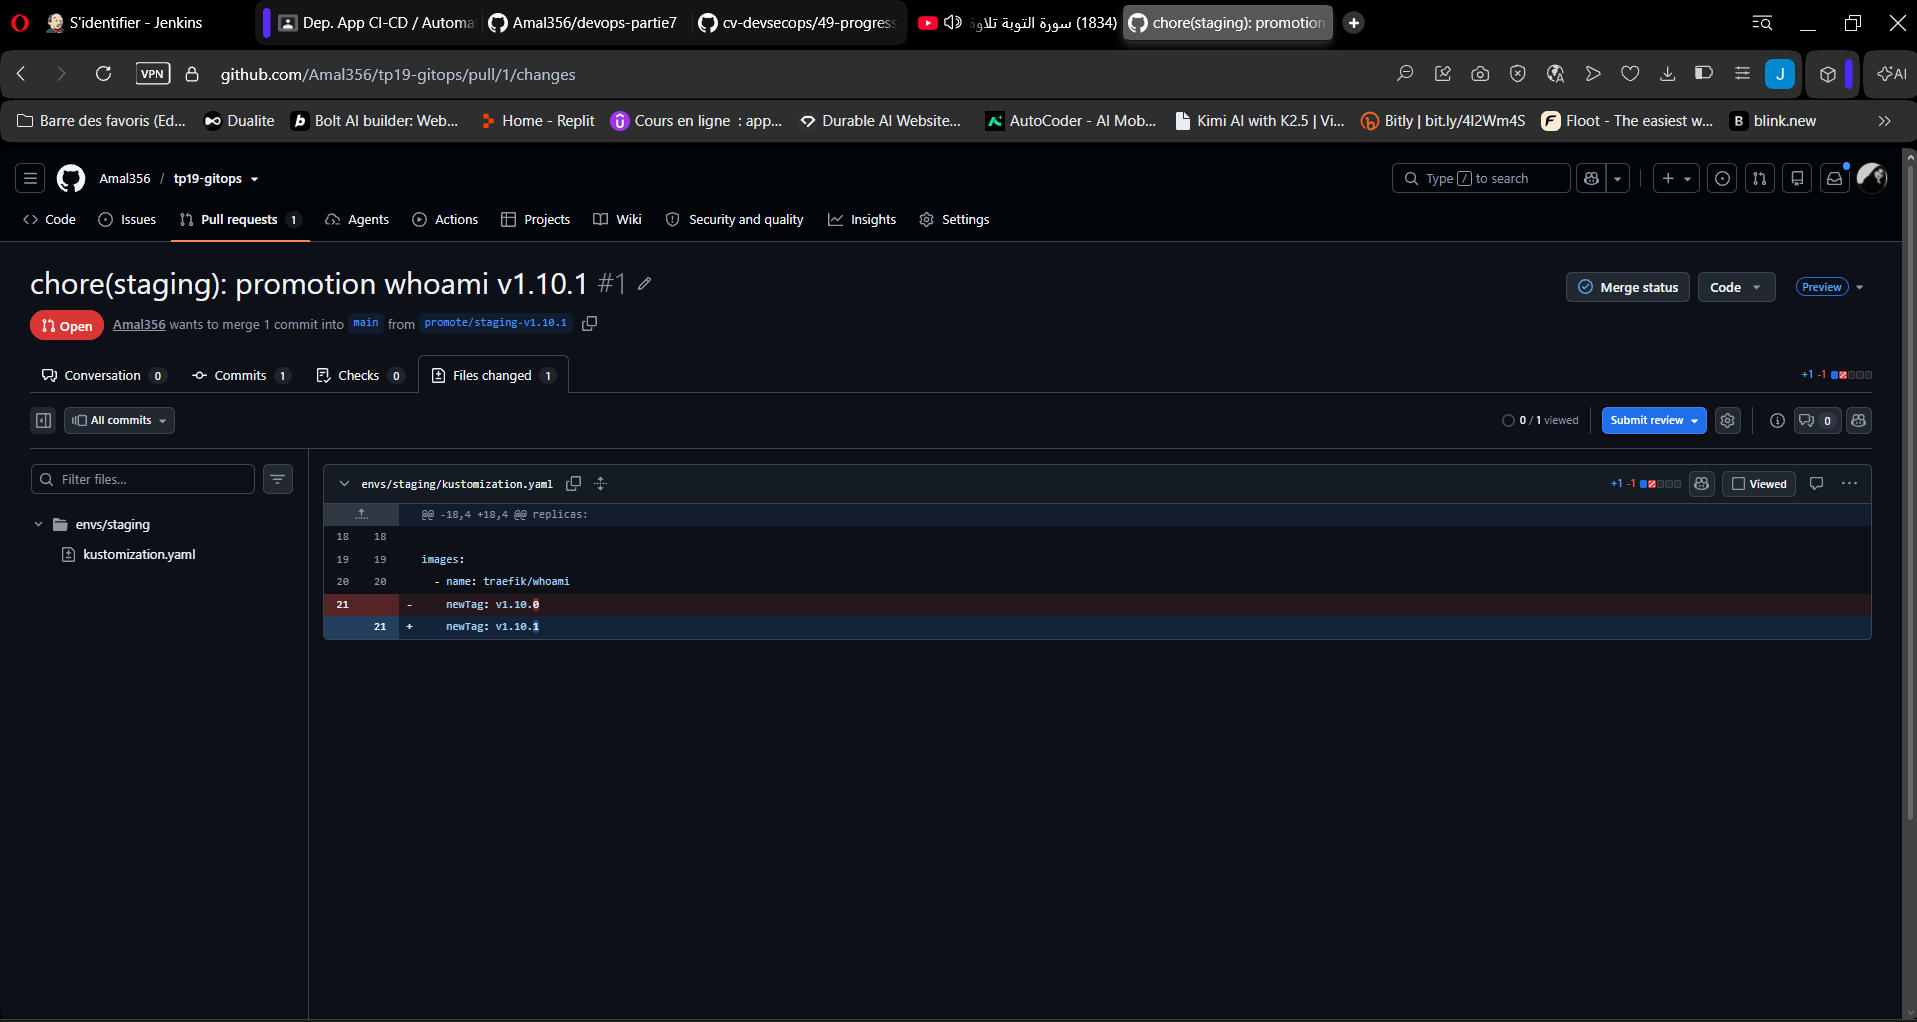 S'identifier - Jenkins
Dep. App CI-CD / Automa
Amal356/devops-partie7
cv-devsecops/49-progress
(1834) سورة التوبة تلاوة
chore(staging): promotion
VPN
github.com/Amal356/tp19-gitops/pull/1/changes
J
AI
Barre des favoris (Ed...
Dualite
Bolt AI builder: Web...
Home - Replit
Cours en ligne : app...
Durable AI Website...
AutoCoder - AI Mob...
Kimi AI with K2.5 | Vi...
Bitly | bit.ly/4l2Wm4S
Floot - The easiest w...
blink.new
Amal356 / tp19-gitops
Type / to search
Code
Issues
Pull requests 1
Agents
Actions
Projects
Wiki
Security and quality
Insights
Settings
chore(staging): promotion whoami v1.10.1 #1
Merge status
Code
Preview
Open
Amal356 wants to merge 1 commit into main from promote/staging-v1.10.1
Conversation 0
Commits 1
Checks 0
Files changed 1
+1 -1
All commits
0 / 1 viewed
Submit review
0
Filter files...
envs/staging
kustomization.yaml
envs/staging/kustomization.yaml
+1 -1
Viewed
@@ -18,4 +18,4 @@ replicas:
18 18
19 19 images:
20 20 - name: traefik/whoami
21 - newTag: v1.10.0
21 + newTag: v1.10.1